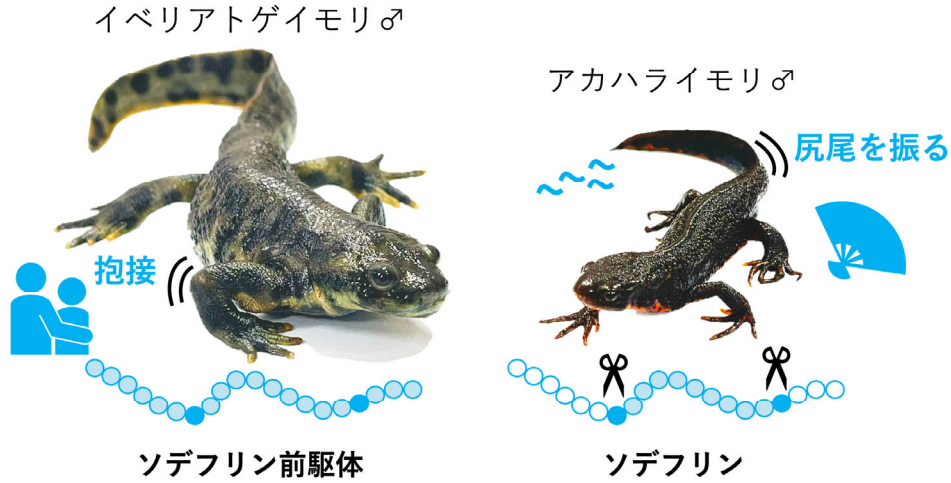 イベリアトゲイモリ♂
アカハライモリ♂
尻尾を振る
抱接
ソデフリン前駆体
ソデフリン